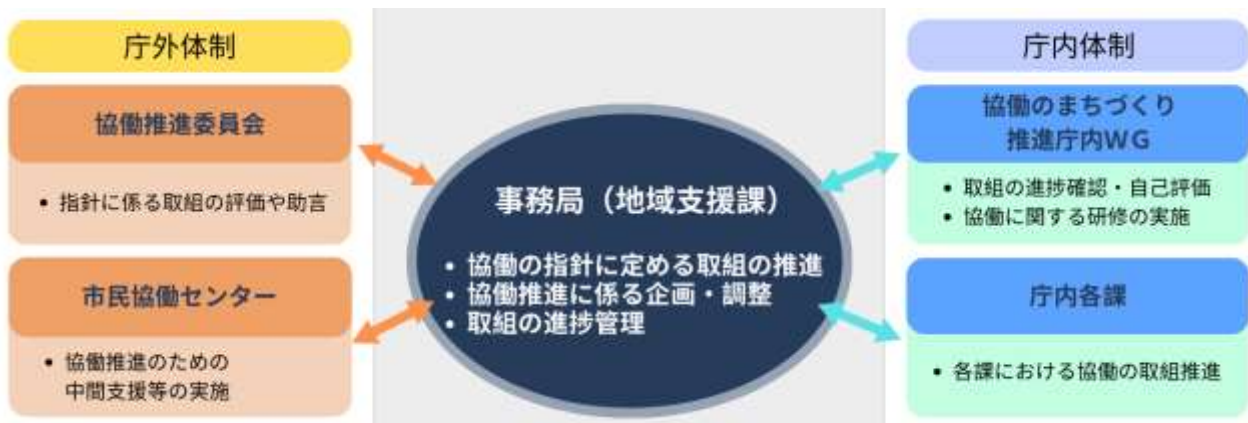 庁外体制
協働推進委員会
• 指針に係る取組の評価や助言
市民協働センター
• 協働推進のための
中間支援等の実施
事務局（地域支援課）
• 協働の指針に定める取組の推進
• 協働推進に係る企画・調整
• 取組の進捗管理
庁内体制
協働のまちづくり
推進庁内WG
• 取組の進捗確認・自己評価
• 協働に関する研修の実施
庁内各課
• 各課における協働の取組推進